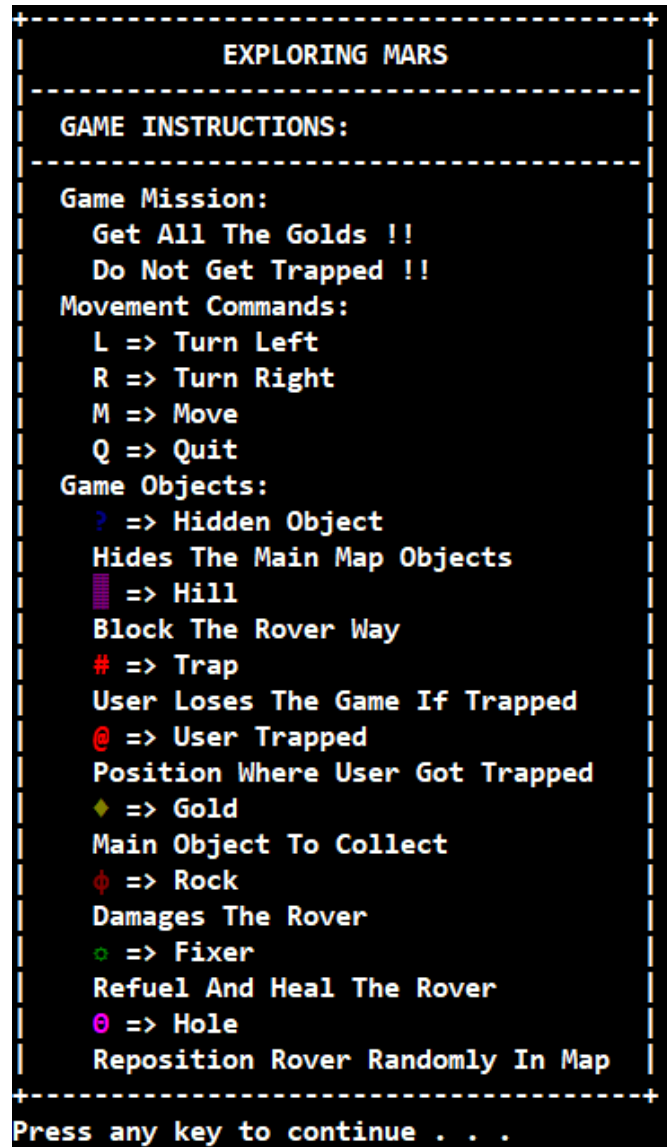 +--------------------------------------+
| EXPLORING MARS |
|--------------------------------------|
| GAME INSTRUCTIONS: |
|--------------------------------------|
| Game Mission: |
| Get All The Golds !! |
| Do Not Get Trapped !! |
| Movement Commands: |
| L => Turn Left |
| R => Turn Right |
| M => Move |
| Q => Quit |
| Game Objects: |
| ? => Hidden Object |
| Hides The Main Map Objects |
| ▓ => Hill |
| Block The Rover Way |
| # => Trap |
| User Loses The Game If Trapped |
| @ => User Trapped |
| Position Where User Got Trapped |
| ♦ => Gold |
| Main Object To Collect |
| ϕ => Rock |
| Damages The Rover |
| ☼ => Fixer |
| Refuel And Heal The Rover |
| Θ => Hole |
| Reposition Rover Randomly In Map |
+--------------------------------------+
Press any key to continue . . .